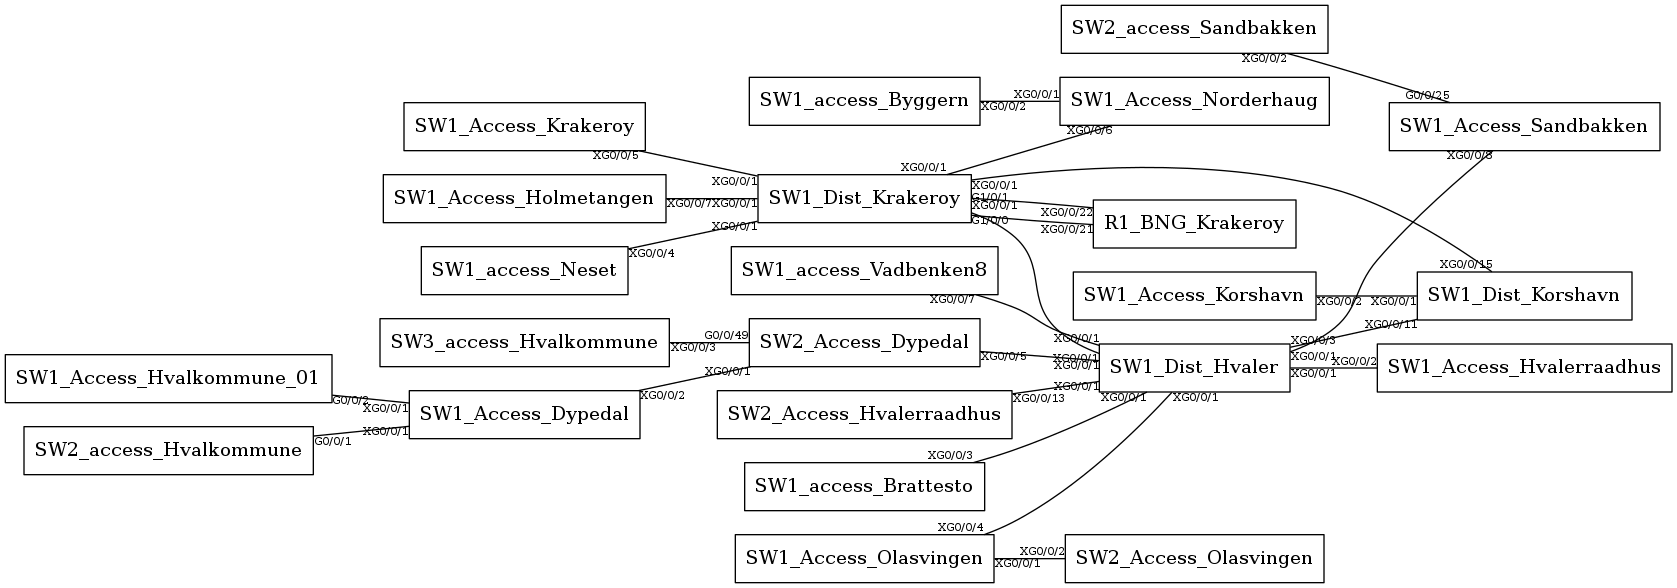 SW2_access_Sandbakken
XG0/0/2
SW1_access_Byggern
XG0/0/2
XG0/0/1
SW1_Access_Norderhaug
XG0/0/6
G0/0/25
SW1_Access_Sandbakken
XG0/0/8
SW1_Access_Krakeroy
XG0/0/5
XG0/0/1
XG0/0/1
SW1_Access_Holmetangen
XG0/0/7
XG0/0/1
SW1_Dist_Krakeroy
XG0/0/1
G1/0/1
XG0/0/1
G1/0/0
XG0/0/22
XG0/0/21
R1_BNG_Krakeroy
XG0/0/1
SW1_access_Neset
XG0/0/4
SW1_access_Vadbenken8
XG0/0/7
XG0/0/15
SW1_Access_Korshavn
XG0/0/2
XG0/0/1
SW1_Dist_Korshavn
XG0/0/11
SW3_access_Hvalkommune
XG0/0/3
G0/0/49
SW2_Access_Dypedal
XG0/0/5
XG0/0/1
XG0/0/1
XG0/0/1
XG0/0/1
SW1_Dist_Hvaler
XG0/0/3
XG0/0/1
XG0/0/1
XG0/0/2
SW1_Access_Hvalerraadhus
XG0/0/1
SW1_Access_Hvalkommune_01
G0/0/2
XG0/0/1
SW1_Access_Dypedal
XG0/0/2
XG0/0/1
SW2_access_Hvalkommune
G0/0/1
SW2_Access_Hvalerraadhus
XG0/0/13
XG0/0/1
XG0/0/1
SW1_access_Brattesto
XG0/0/3
XG0/0/4
SW1_Access_Olasvingen
XG0/0/1
XG0/0/2
SW2_Access_Olasvingen